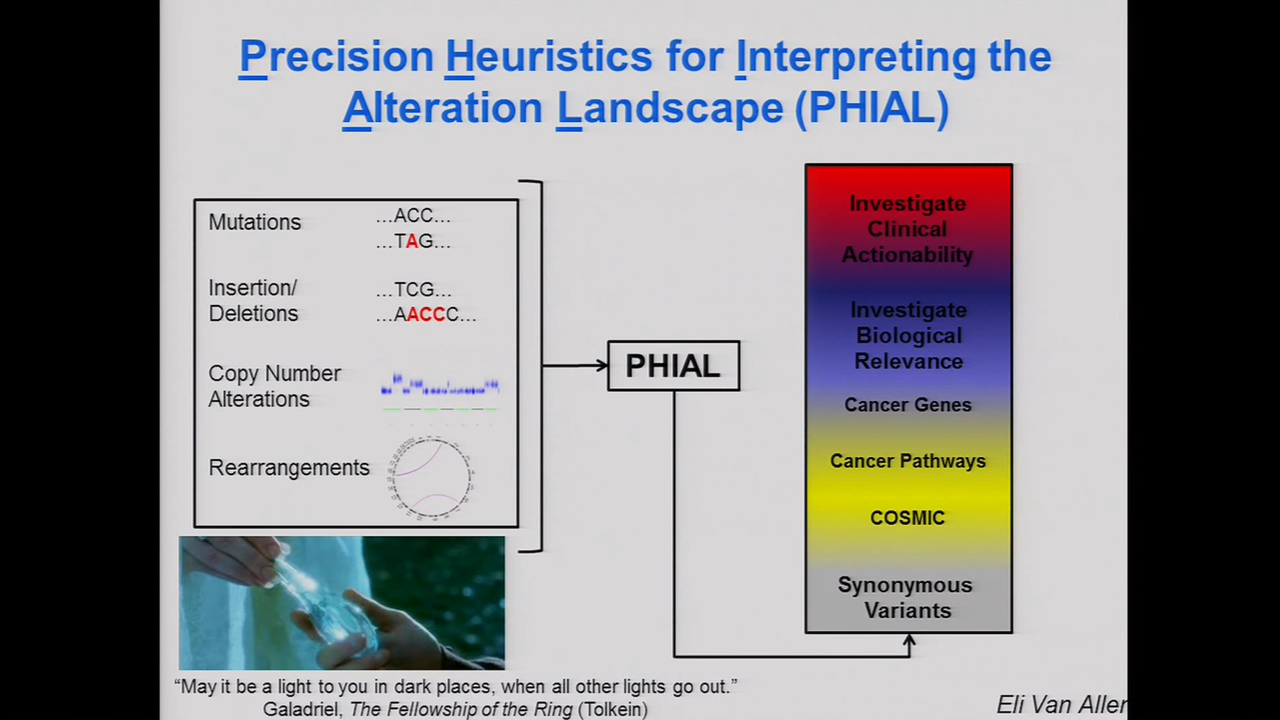 Precision Heuristics for Interpreting the
Alteration Landscape (PHIAL)
Mutations
...ACC...
...TAG...
Insertion/
Deletions
...TCG...
...AACCC...
Copy Number
Alterations
Rearrangements
PHIAL
Investigate
Clinical
Actionability
Investigate
Biological
Relevance
Cancer Genes
Cancer Pathways
COSMIC
Synonymous
Variants
“May it be a light to you in dark places, when all other lights go out.”
Galadriel, The Fellowship of the Ring (Tolkein)
Eli Van Aller